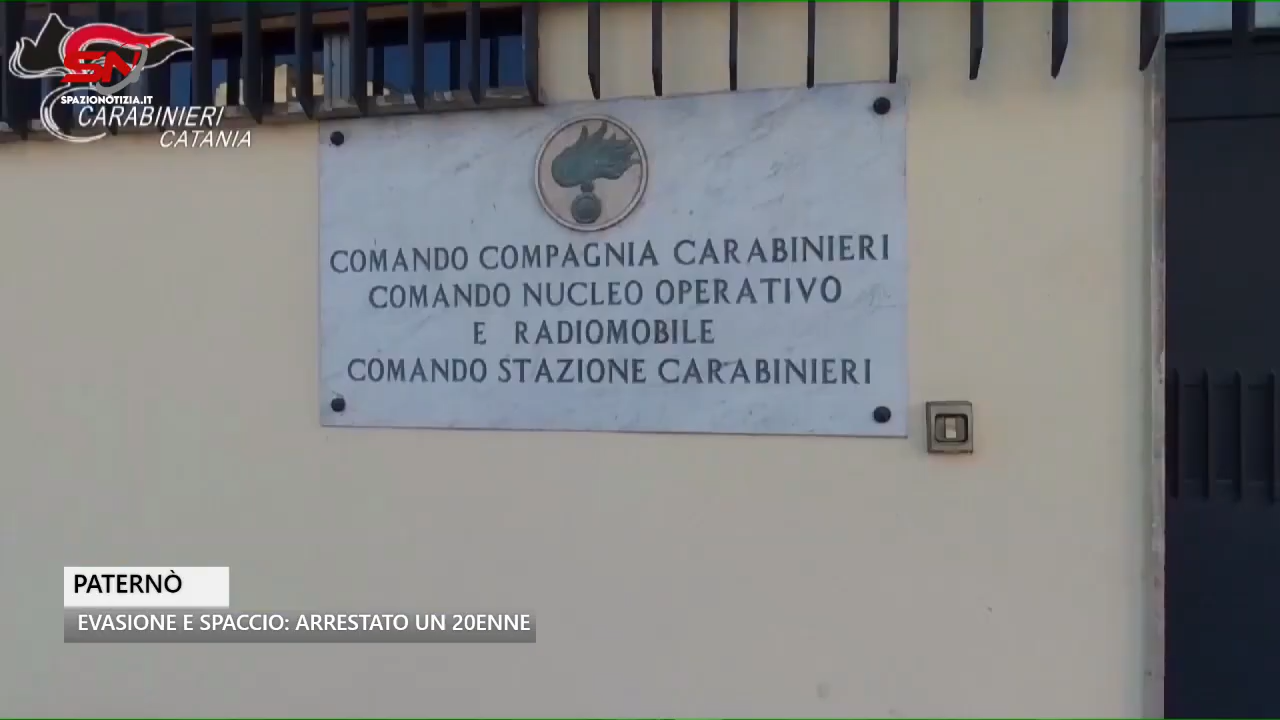 SN
SPAZIONOTIZIA.IT
CARABINIERI
CATANIA
COMANDO COMPAGNIA CARABINIERI
COMANDO NUCLEO OPERATIVO
E RADIOMOBILE
COMANDO STAZIONE CARABINIERI
PATERNÒ
EVASIONE E SPACCIO: ARRESTATO UN 20ENNE